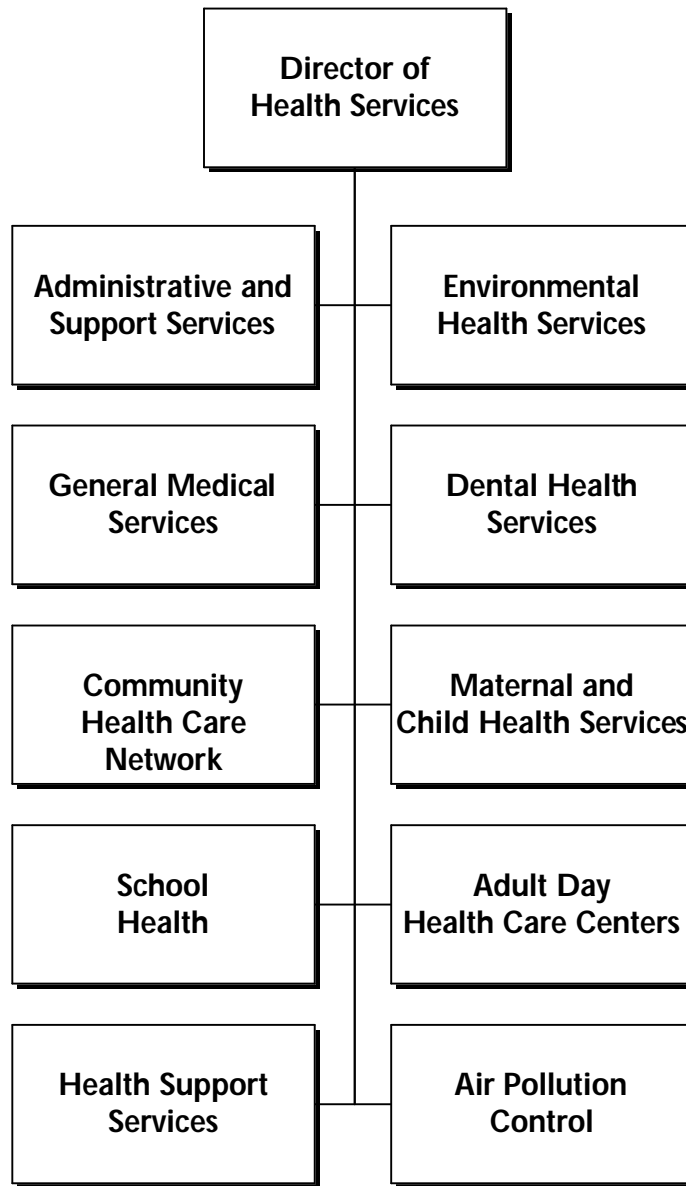 Director of
Health Services
Administrative and
Support Services
Environmental
Health Services
General Medical
Services
Dental Health
Services
Community
Health Care
Network
Maternal and
Child Health Services
School
Health
Adult Day
Health Care Centers
Health Support
Services
Air Pollution
Control